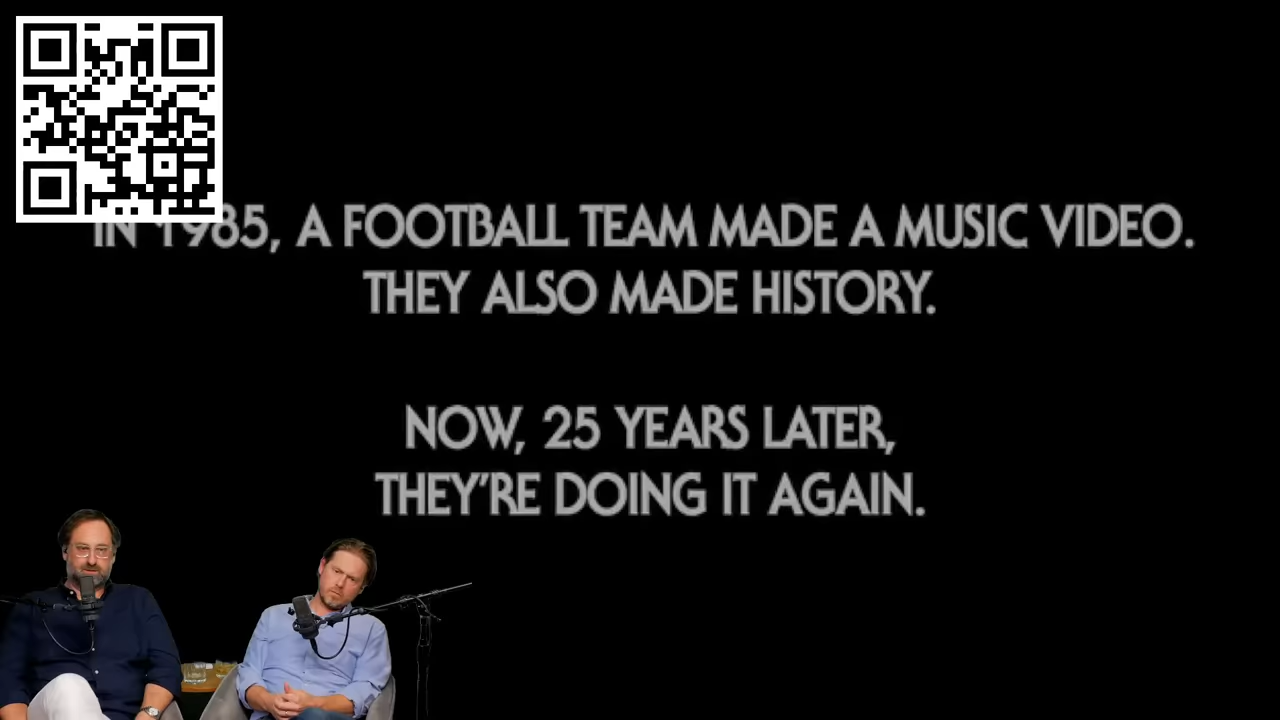 IN 1985, A FOOTBALL TEAM MADE A MUSIC VIDEO.
THEY ALSO MADE HISTORY.
NOW, 25 YEARS LATER,
THEY'RE DOING IT AGAIN.